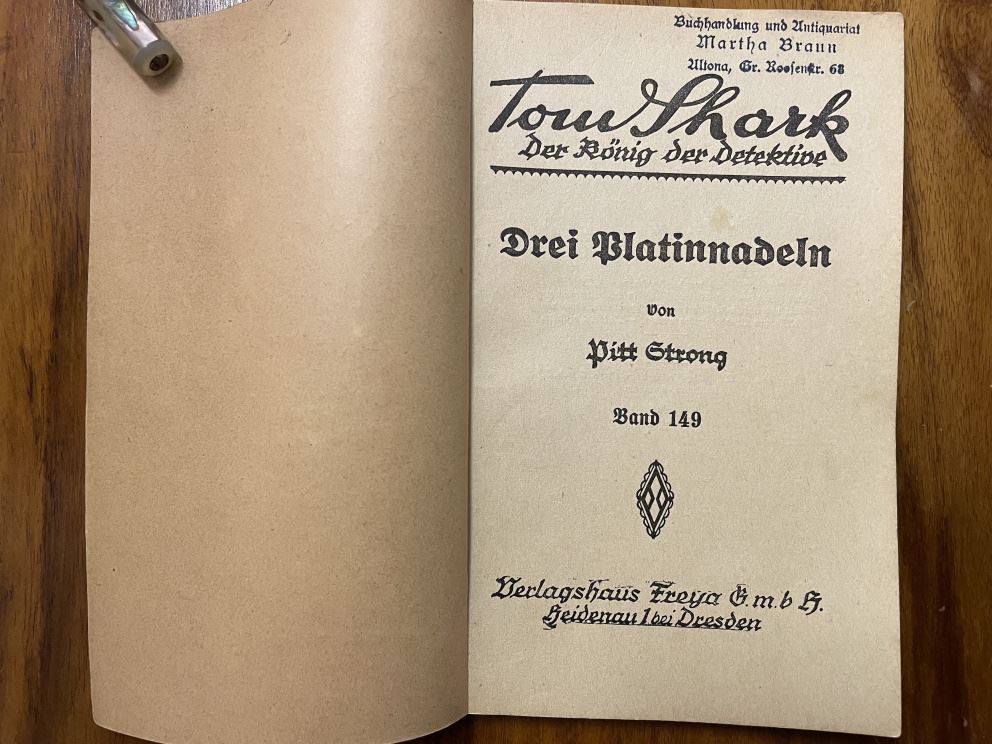 Buchhandlung und Antiquariat
Martha Braun
Altona, Gr. Roosenstr. 68
Tom Shark
Der König der Detektive
Drei Platinnadeln
von
Pitt Strong
Band 149
Verlagshaus Freya G.m.b H.
Heidenau 1 bei Dresden